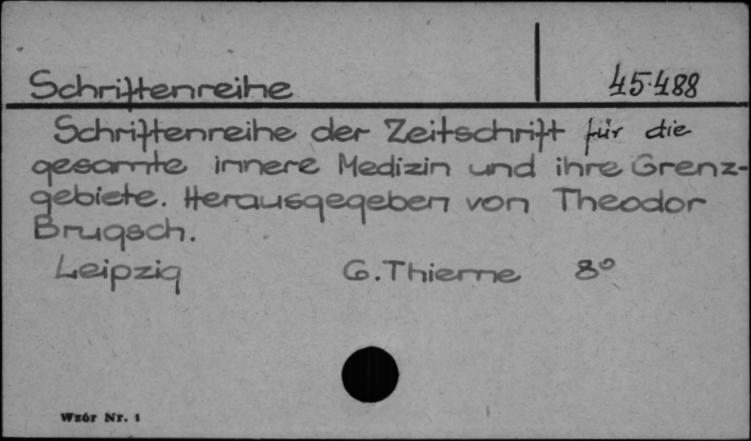 Schriftenreihe 45.488
Schriftenreihe der Zeitschrift für die
gesamte innere Medizin und ihre Grenz-
gebiete. Herausgegeben von Theodor
Brugsch.
Leipzig G. Thieme 8°
Wzór Nr. 1